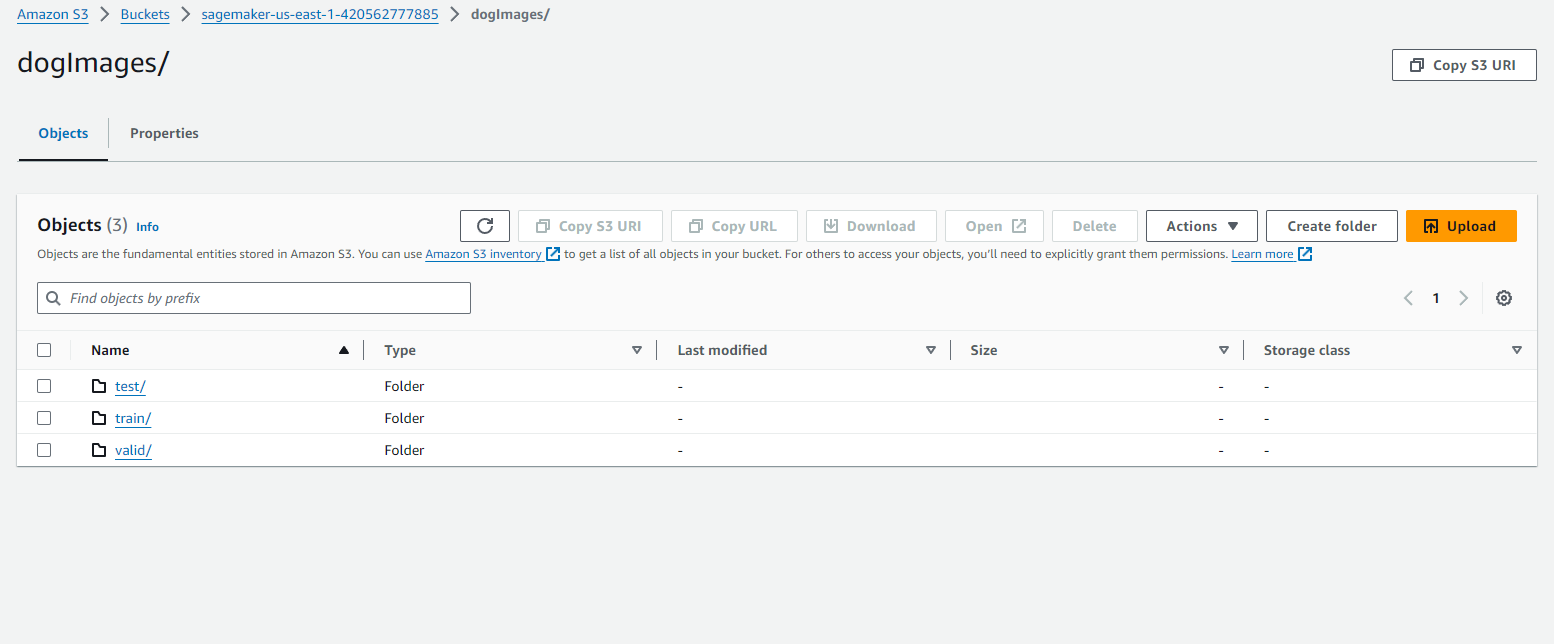 Amazon S3 > Buckets > sagemaker-us-east-1-420562777885 > dogImages/
dogImages/
Copy S3 URI
Objects Properties
Objects (3) Info
Copy S3 URI Copy URL Download Open Delete Actions Create folder Upload
Objects are the fundamental entities stored in Amazon S3. You can use Amazon S3 inventory to get a list of all objects in your bucket. For others to access your objects, you’ll need to explicitly grant them permissions. Learn more
Find objects by prefix
< 1 >
Name Type Last modified Size Storage class
test/ Folder - - -
train/ Folder - - -
valid/ Folder - - -